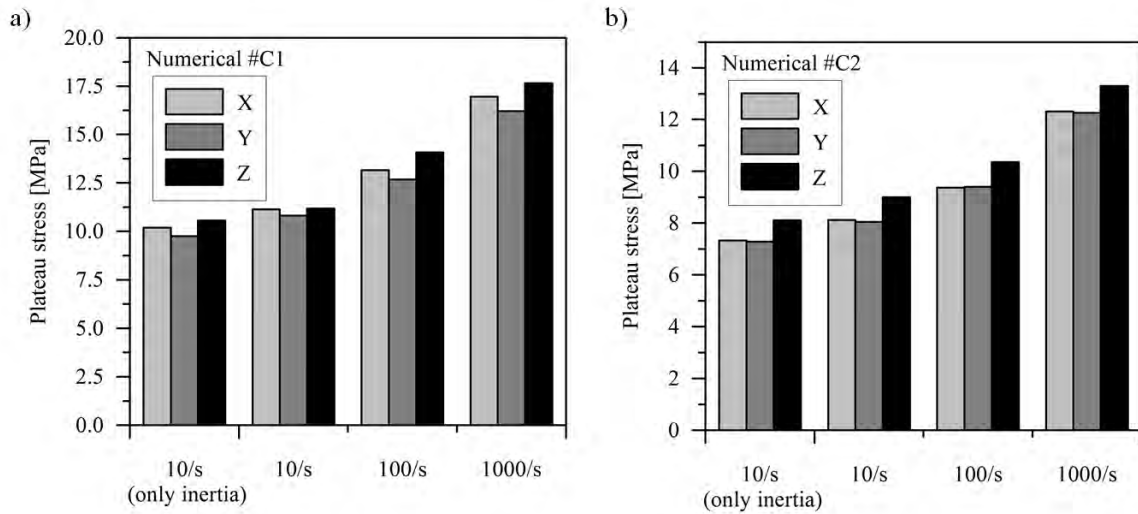 a)
Plateau stress [MPa]
20.0
17.5
15.0
12.5
10.0
7.5
5.0
2.5
0.0
Numerical #C1
X
Y
Z
10/s 10/s 100/s 1000/s
(only inertia)
b)
Plateau stress [MPa]
14
12
10
8
6
4
2
0
Numerical #C2
X
Y
Z
10/s 10/s 100/s 1000/s
(only inertia)